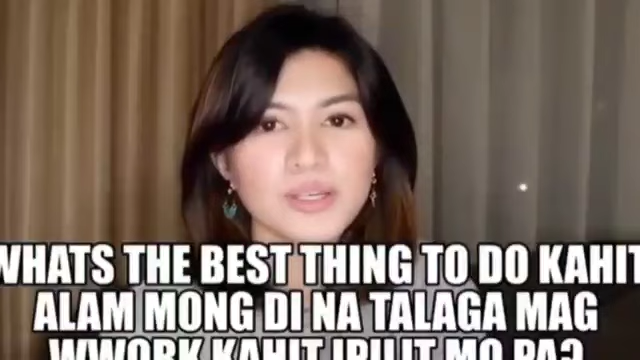 WHATS THE BEST THING TO DO KAHIT
ALAM MONG DI NA TALAGA MAG
WWORK KAHIT IPILIT MO PA?